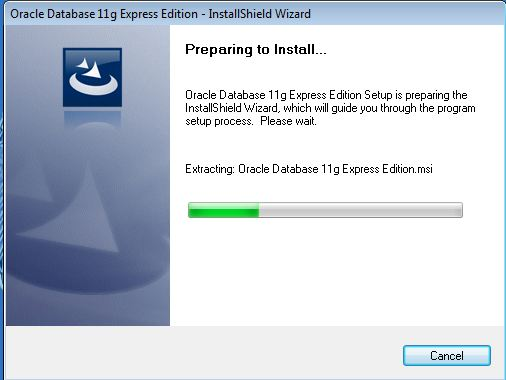 Oracle Database 11g Express Edition - InstallShield Wizard
Preparing to Install...
Oracle Database 11g Express Edition Setup is preparing the
InstallShield Wizard, which will guide you through the program
setup process.  Please wait.
Extracting: Oracle Database 11g Express Edition.msi
Cancel